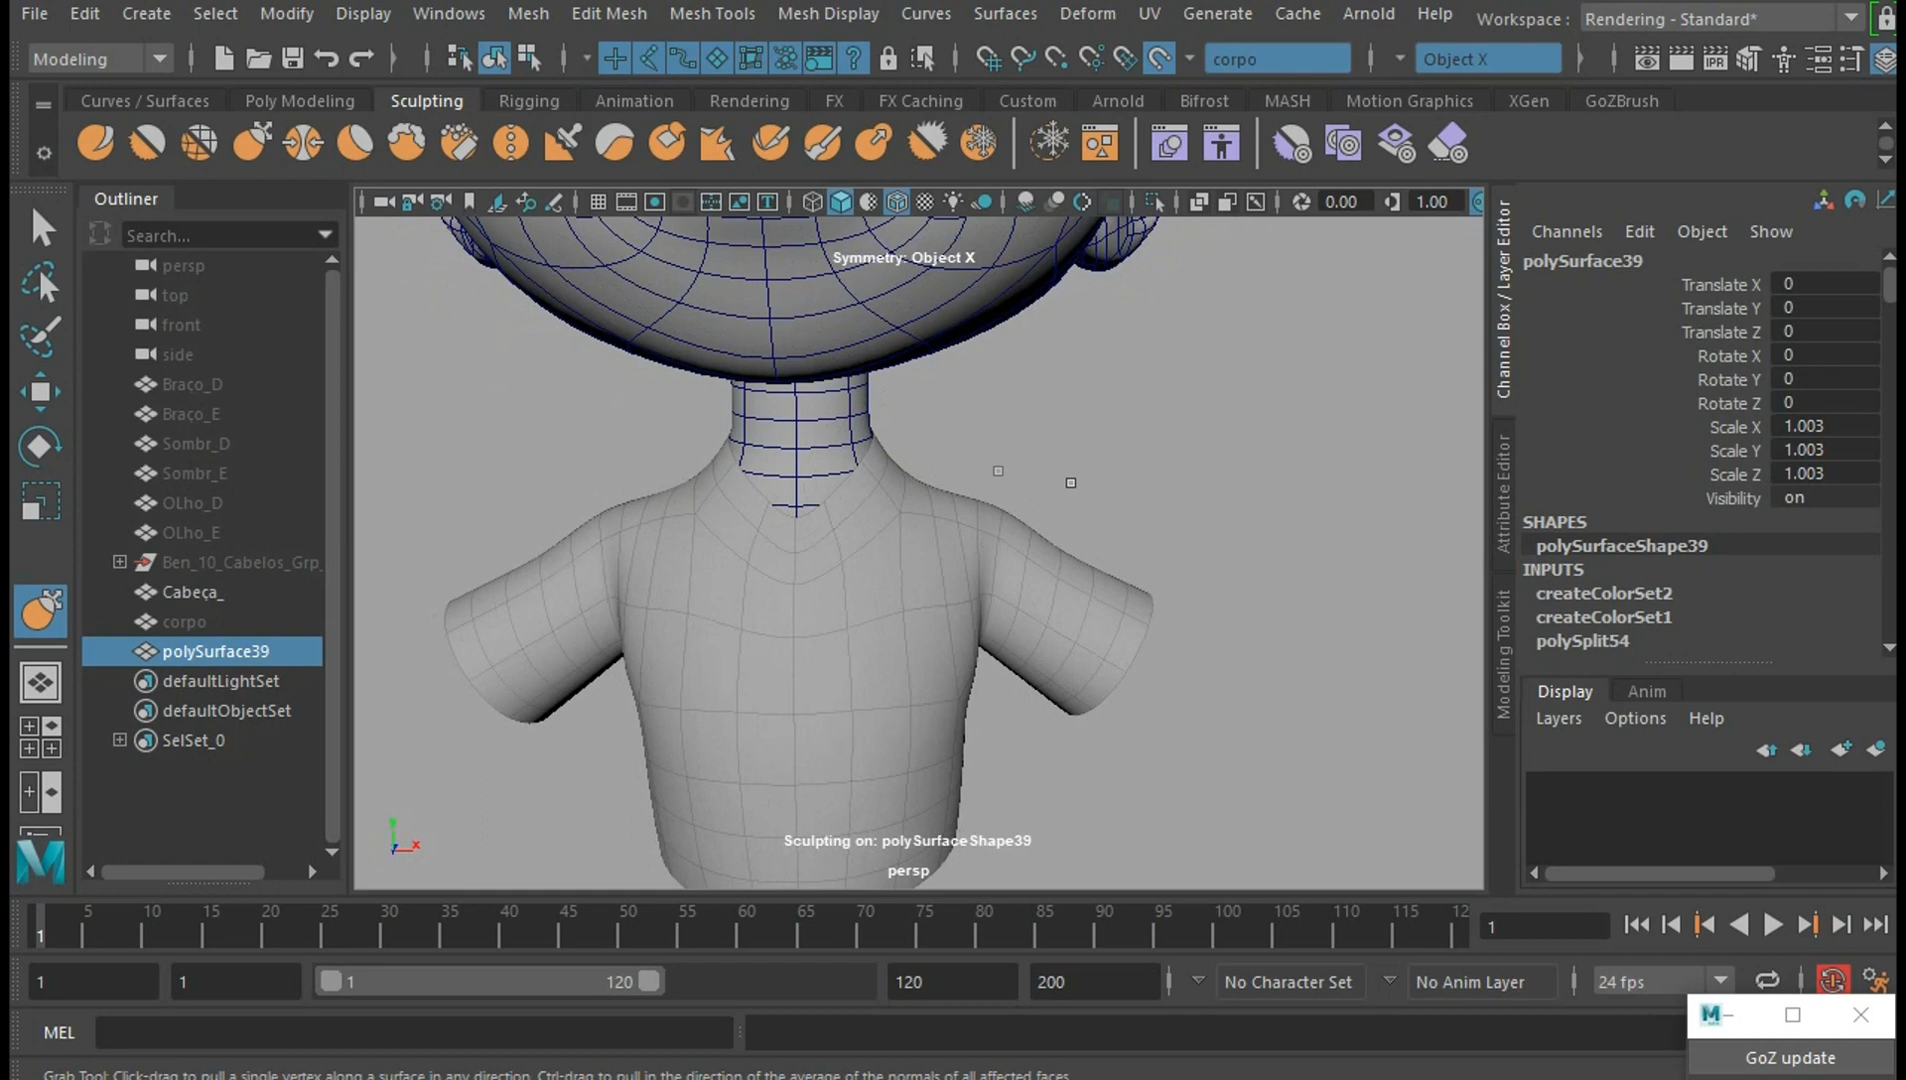 File Edit Create Select Modify Display Windows Mesh Edit Mesh Mesh Tools Mesh Display Curves Surfaces Deform UV Generate Cache Arnold Help Workspace : Rendering - Standard*
Modeling corpo Object X
IPR
Curves / Surfaces Poly Modeling Sculpting Rigging Animation Rendering FX FX Caching Custom Arnold Bifrost MASH Motion Graphics XGen GoZBrush
Outliner
0.00 1.00
Search...
persp
top
front
side
Braço_D
Braço_E
Sombr_D
Sombr_E
OLho_D
OLho_E
Ben_10_Cabelos_Grp_
Cabeça_
corpo
polySurface39
defaultLightSet
defaultObjectSet
SelSet_0
Symmetry: Object X
Sculpting on: polySurfaceShape39
persp
y
x
Channel Box / Layer Editor
Attribute Editor
Modeling Toolkit
Channels Edit Object Show
polySurface39
Translate X 0
Translate Y 0
Translate Z 0
Rotate X 0
Rotate Y 0
Rotate Z 0
Scale X 1.003
Scale Y 1.003
Scale Z 1.003
Visibility on
SHAPES
polySurfaceShape39
INPUTS
createColorSet2
createColorSet1
polySplit54
Display Anim
Layers Options Help
5 10 15 20 25 30 35 40 45 50 55 60 65 70 75 80 85 90 95 100 105 110 115 12
1 1
1 1 1 120 120 200 No Character Set No Anim Layer 24 fps
MEL
M
GoZ update
Grab Tool: Click-drag to pull a single vertex along a surface in any direction. Ctrl-drag to pull in the direction of the average of the normals of all affected faces